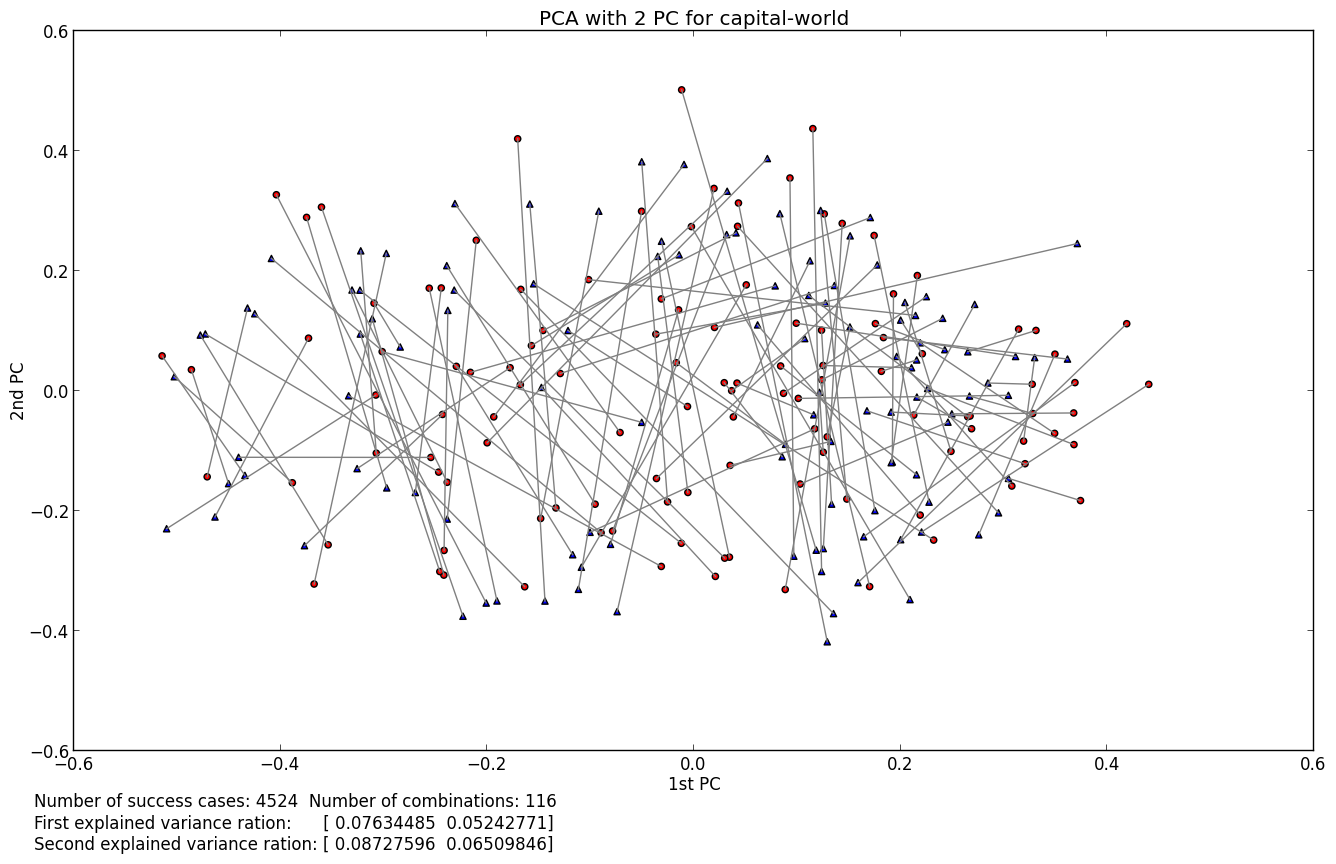 PCA with 2 PC for capital-world
0.6
0.4
0.2
0.0
−0.2
−0.4
−0.6
2nd PC
−0.6 −0.4 −0.2 0.0 0.2 0.4 0.6
1st PC
Number of success cases: 4524 Number of combinations: 116
First explained variance ration: [ 0.07634485 0.05242771]
Second explained variance ration: [ 0.08727596 0.06509846]